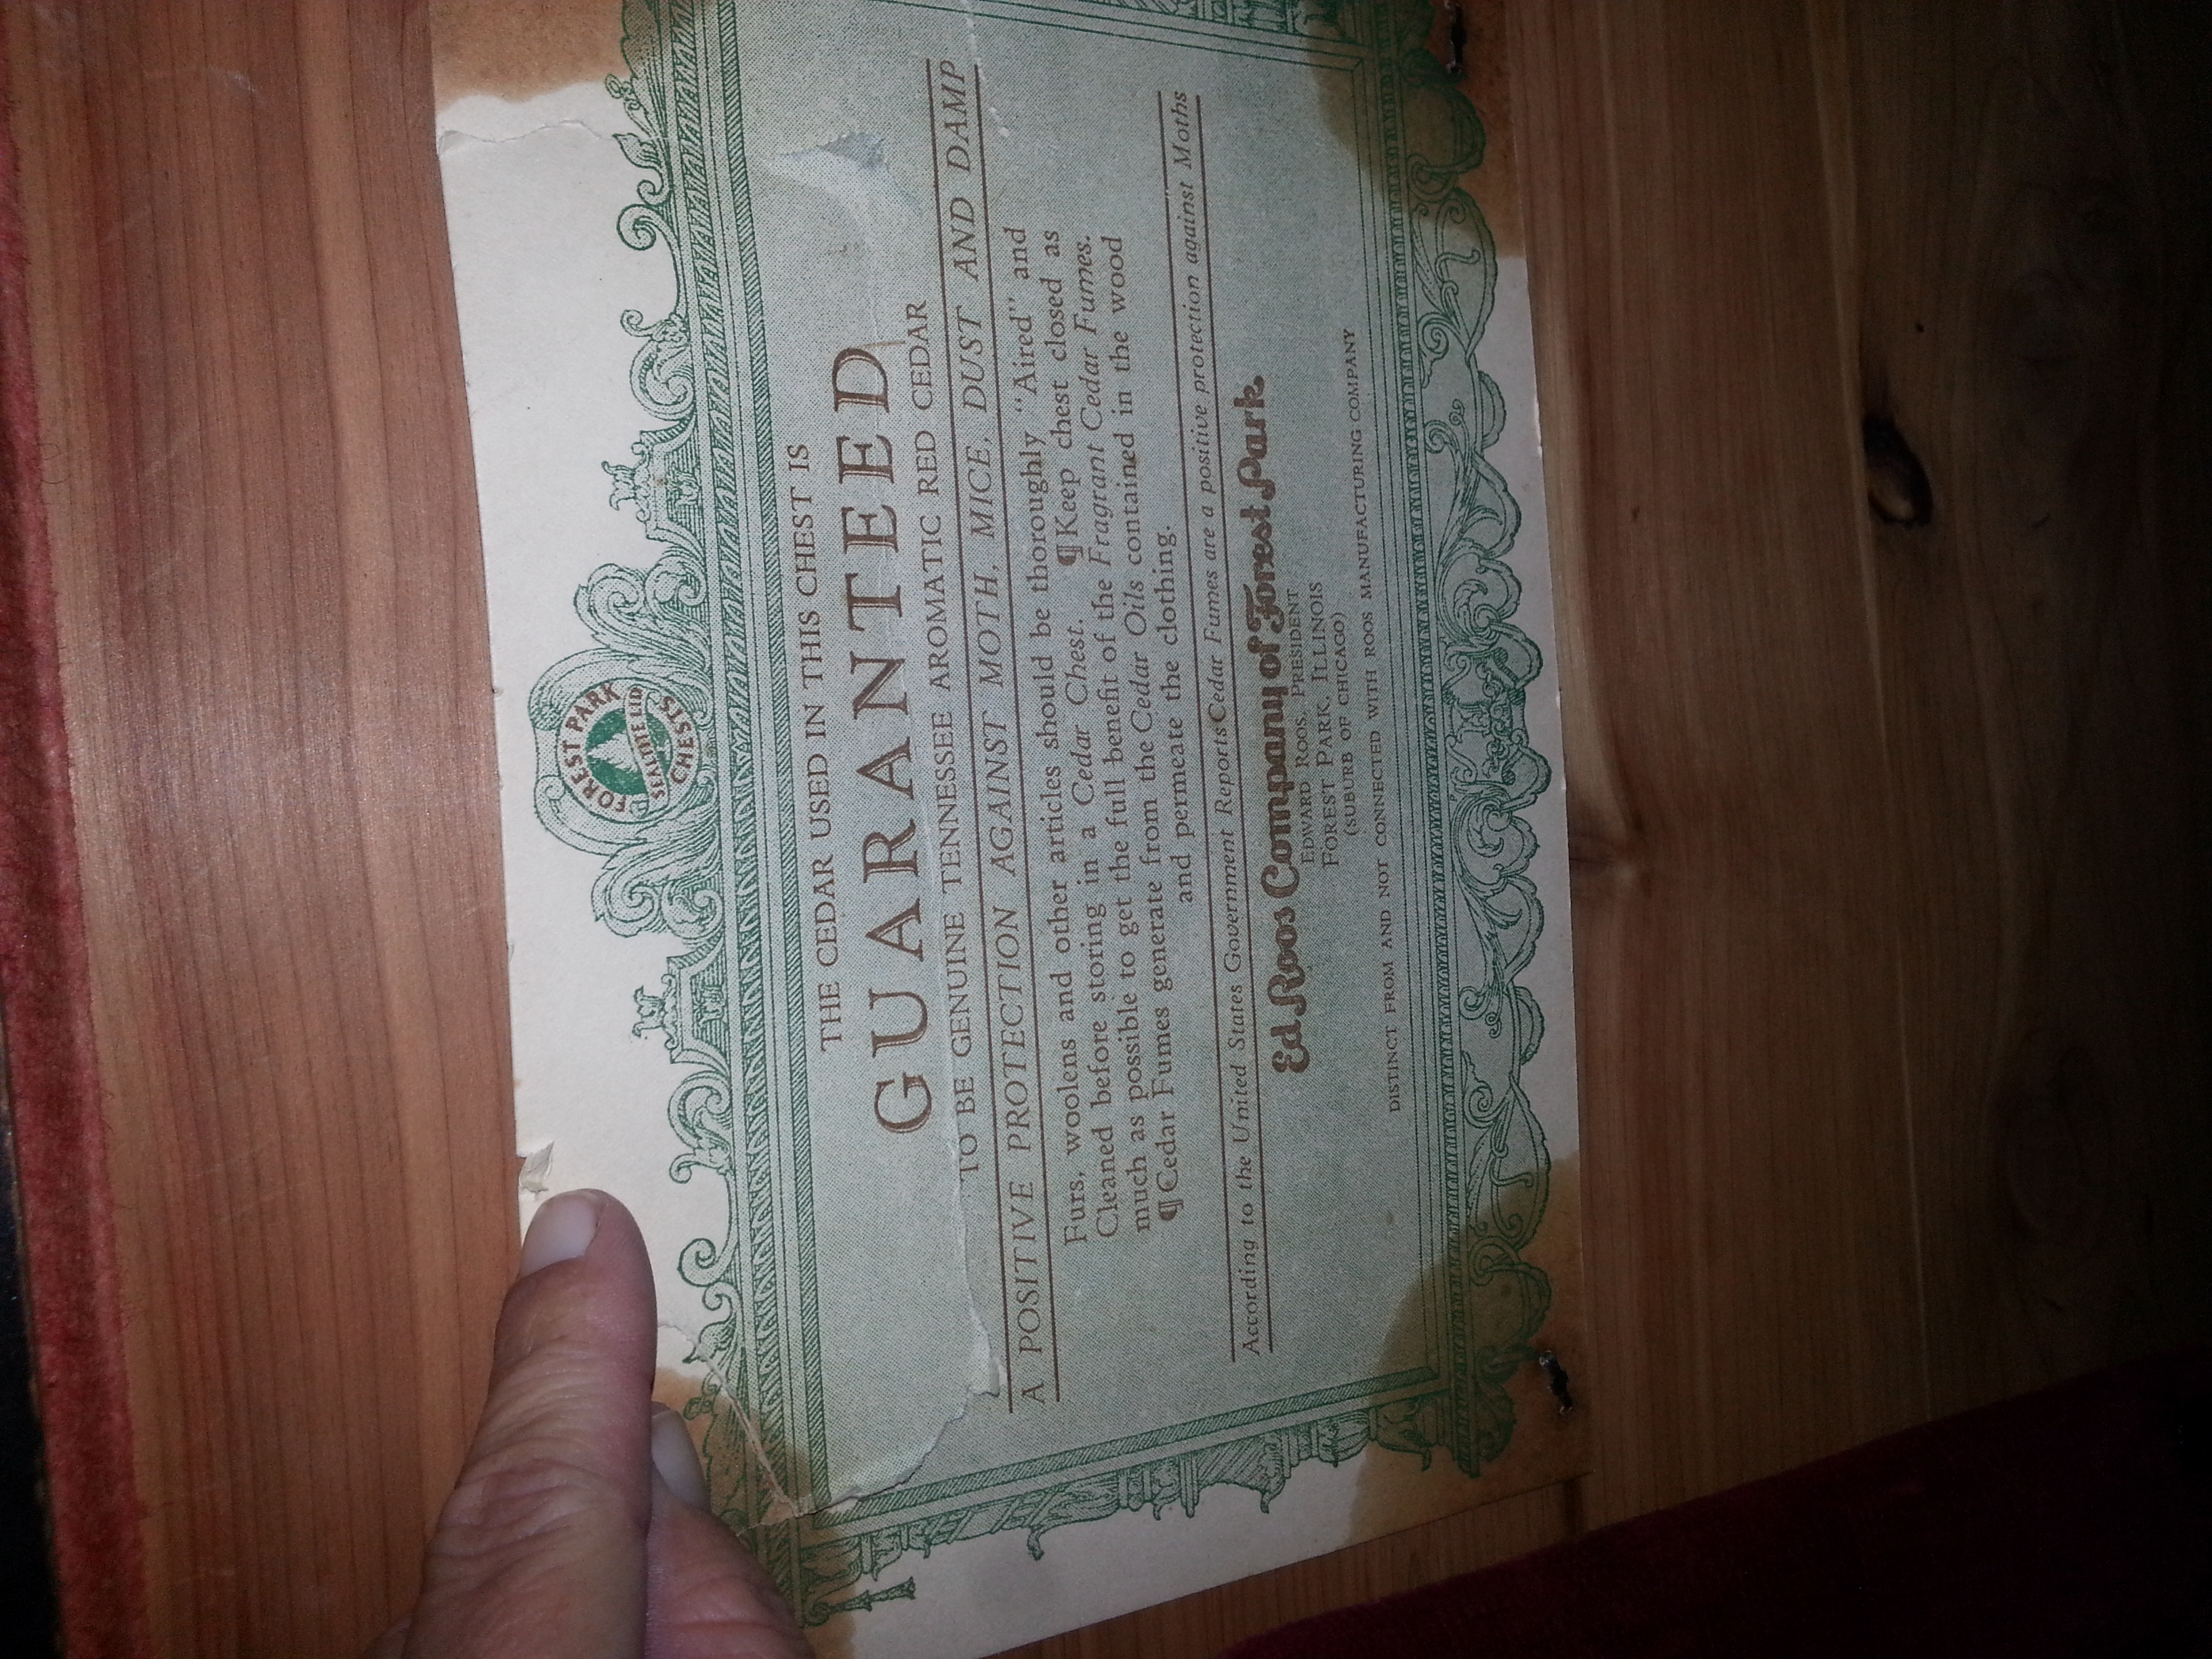 FOREST PARK
SEALTITE LID
CHESTS
THE CEDAR USED IN THIS CHEST IS
GUARANTEED
TO BE GENUINE TENNESSEE AROMATIC RED CEDAR
A POSITIVE PROTECTION AGAINST MOTH, MICE, DUST AND DAMP
Furs, woolens and other articles should be thoroughly "Aired" and
Cleaned before storing in a Cedar Chest. ¶Keep chest closed as
much as possible to get the full benefit of the Fragrant Cedar Fumes.
¶Cedar Fumes generate from the Cedar Oils contained in the wood
and permeate the clothing.
According to the United States Government Reports Cedar Fumes are a positive protection against Moths
Ed Roos Company of Forest Park
EDWARD ROOS, PRESIDENT
FOREST PARK, ILLINOIS
(SUBURB OF CHICAGO)
DISTINCT FROM AND NOT CONNECTED WITH ROOS MANUFACTURING COMPANY